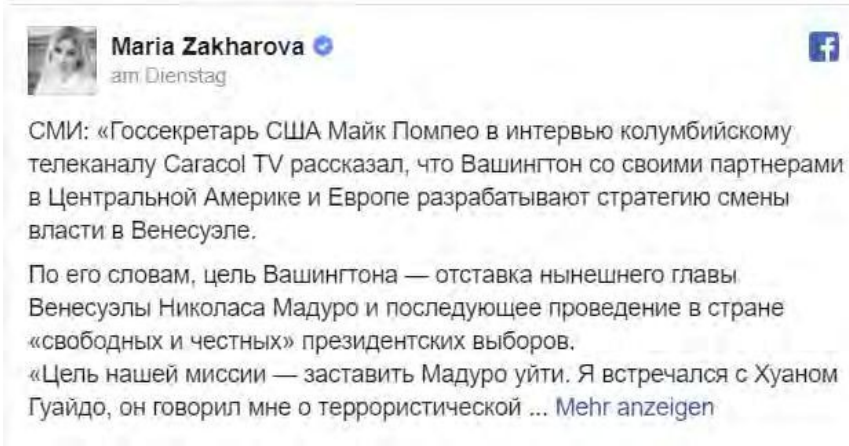 Maria Zakharova
am Dienstag
СМИ: «Госсекретарь США Майк Помпео в интервью колумбийскому
телеканалу Caracol TV рассказал, что Вашингтон со своими партнерами
в Центральной Америке и Европе разрабатывают стратегию смены
власти в Венесуэле.
По его словам, цель Вашингтона — отставка нынешнего главы
Венесуэлы Николаса Мадуро и последующее проведение в стране
«свободных и честных» президентских выборов.
«Цель нашей миссии — заставить Мадуро уйти. Я встречался с Хуаном
Гуайдо, он говорил мне о террористической ... Mehr anzeigen